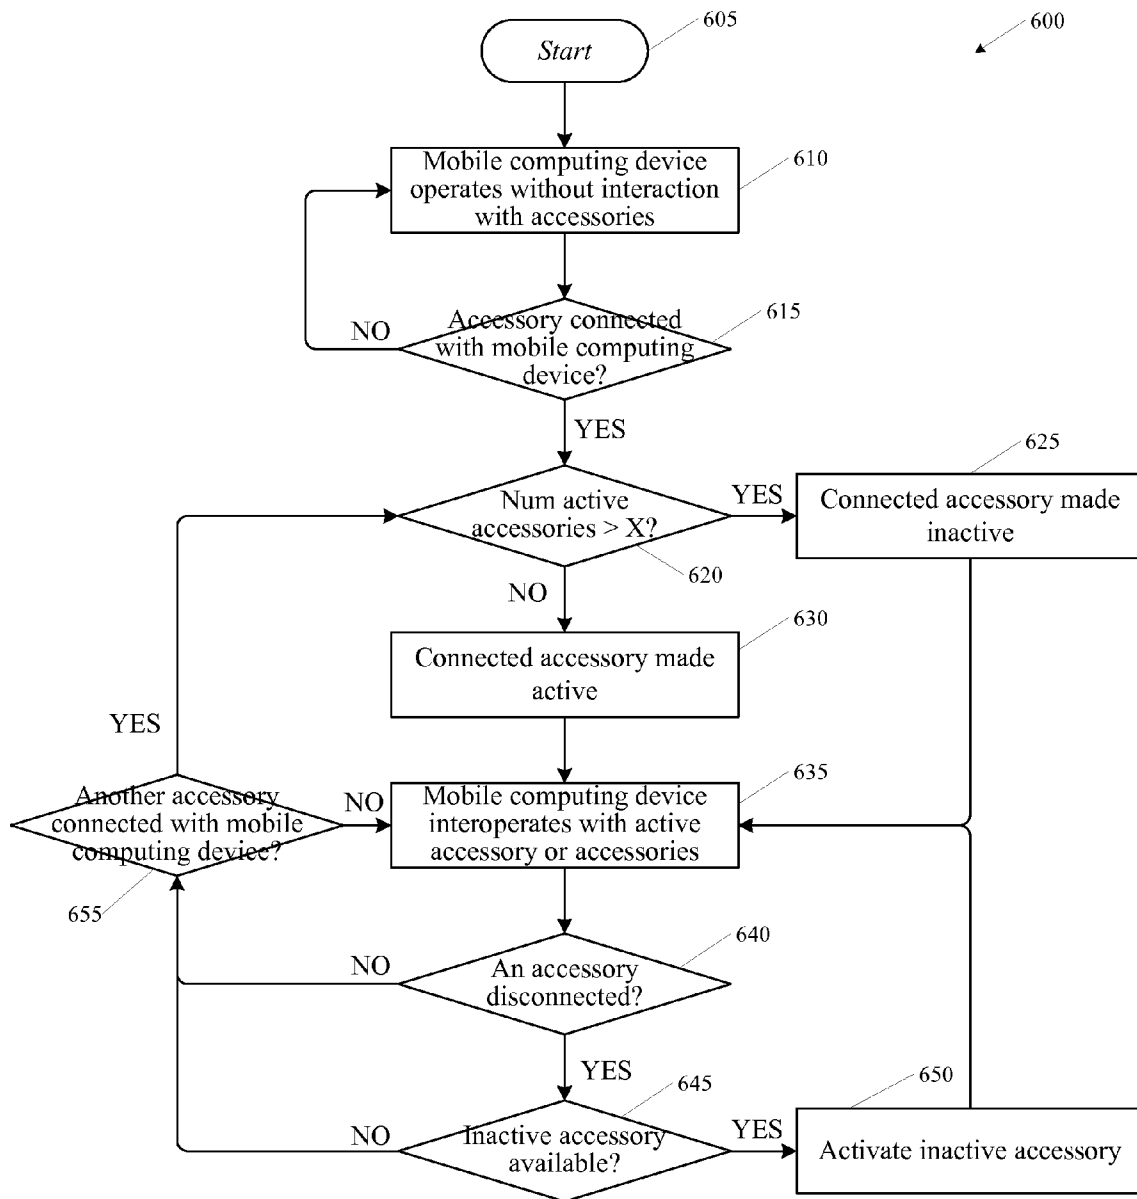 Start
605
600
Mobile computing device
operates without interaction
with accessories
610
NO
Accessory connected
with mobile computing
device?
615
YES
Num active
accessories > X?
620
YES
625
Connected accessory made
inactive
NO
630
Connected accessory made
active
YES
Another accessory
connected with mobile
computing device?
655
NO
635
Mobile computing device
interoperates with active
accessory or accessories
NO
An accessory
disconnected?
640
YES
NO
645
Inactive accessory
available?
YES
650
Activate inactive accessory